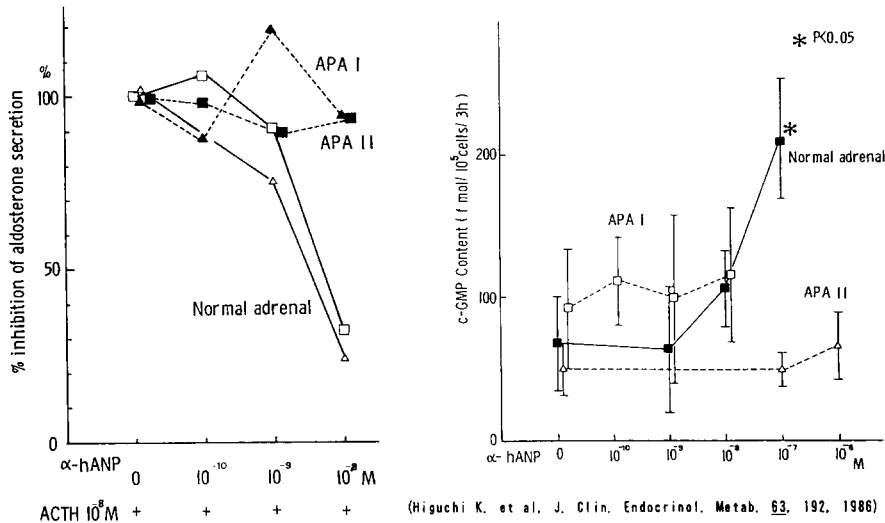 % inhibition of aldosterone secretion
%
100
50
0
APA I
APA II
Normal adrenal
α-hANP
0 10⁻¹⁰ 10⁻⁹ 10⁻⁸ M
ACTH 10⁻⁸M + + + +
c-GMP Content ( f mol/ 10⁵cells/ 3h)
200
100
0
* P<0.05
*
Normal adrenal
APA I
APA II
α- hANP
0 10⁻¹⁰ 10⁻⁹ 10⁻⁸ 10⁻⁷ 10⁻⁶ M
(Higuchi K. et al, J. Clin. Endocrinol. Metab. 63, 192, 1986)